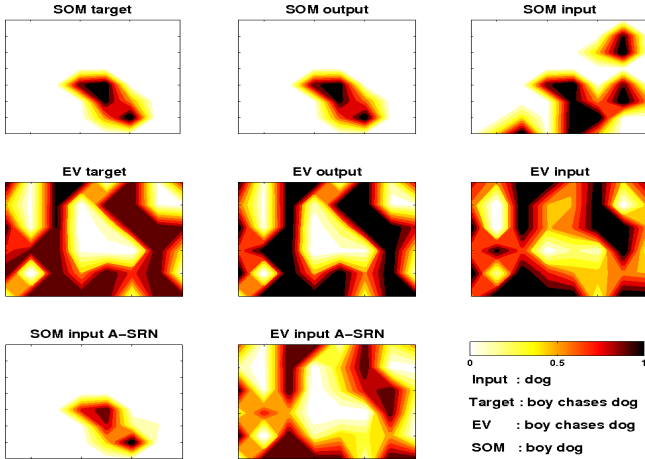 SOM target
SOM output
SOM input
EV target
EV output
EV input
SOM input A-SRN
EV input A-SRN
0 0.5 1
Input : dog
Target : boy chases dog
EV : boy chases dog
SOM : boy dog